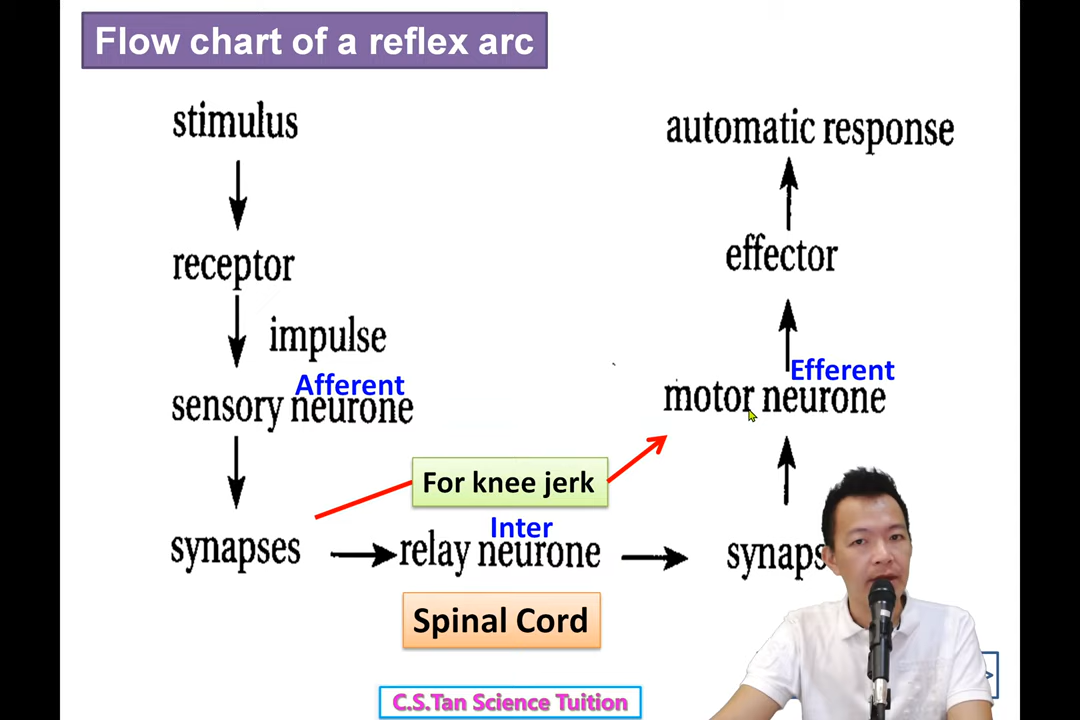 Flow chart of a reflex arc
stimulus
receptor
impulse
Afferent
sensory neurone
synapses
For knee jerk
Inter
relay neurone
Spinal Cord
automatic response
effector
Efferent
motor neurone
C.S.Tan Science Tuition